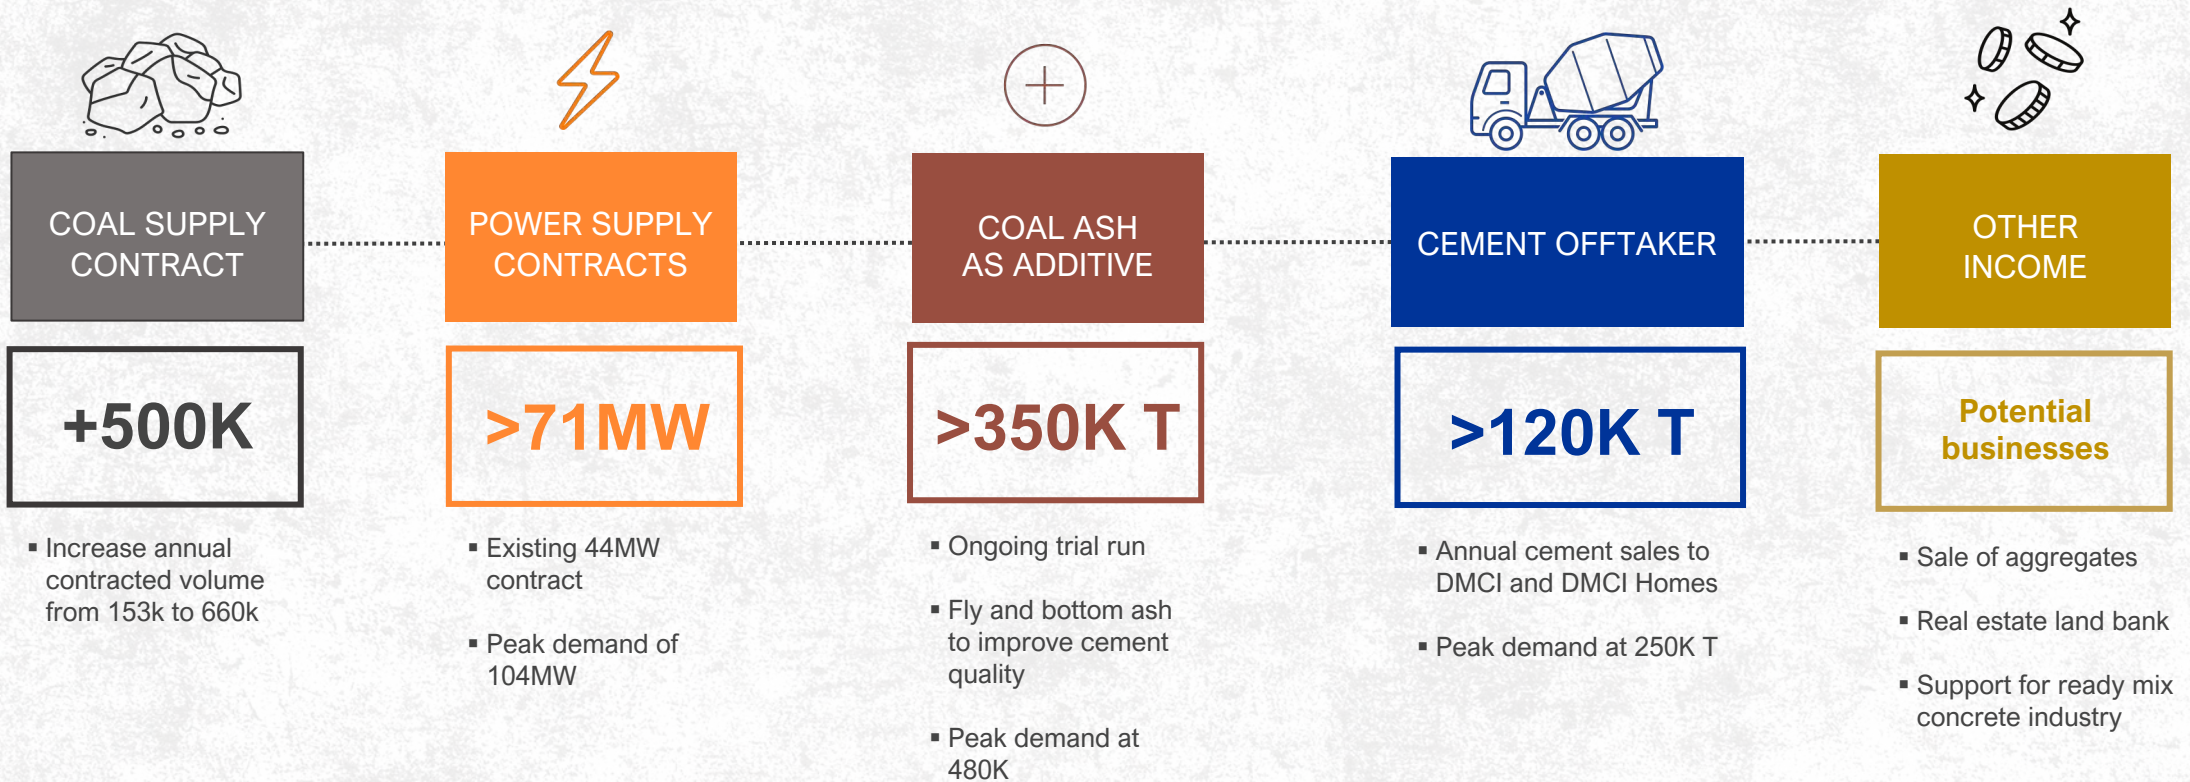 COAL SUPPLY
CONTRACT
+500K
▪ Increase annual
contracted volume
from 153k to 660k
POWER SUPPLY
CONTRACTS
>71MW
▪ Existing 44MW
contract
▪ Peak demand of
104MW
COAL ASH
AS ADDITIVE
>350K T
▪ Ongoing trial run
▪ Fly and bottom ash
to improve cement
quality
▪ Peak demand at
480K
CEMENT OFFTAKER
>120K T
▪ Annual cement sales to
DMCI and DMCI Homes
▪ Peak demand at 250K T
OTHER
INCOME
Potential
businesses
▪ Sale of aggregates
▪ Real estate land bank
▪ Support for ready mix
concrete industry